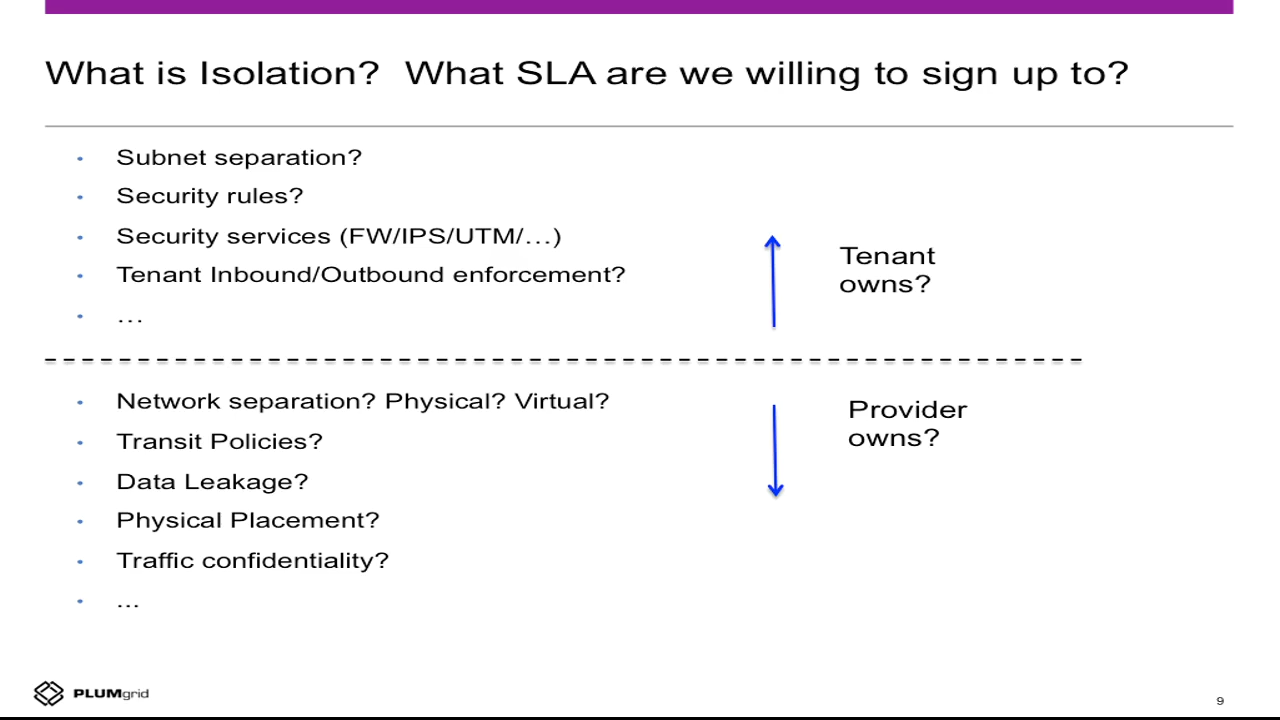 What is Isolation?  What SLA are we willing to sign up to?
• Subnet separation?
• Security rules?
• Security services (FW/IPS/UTM/…)
• Tenant Inbound/Outbound enforcement?
• …
Tenant
owns?
• Network separation? Physical? Virtual?
• Transit Policies?
• Data Leakage?
• Physical Placement?
• Traffic confidentiality?
• ...
Provider
owns?
PLUMgrid
9